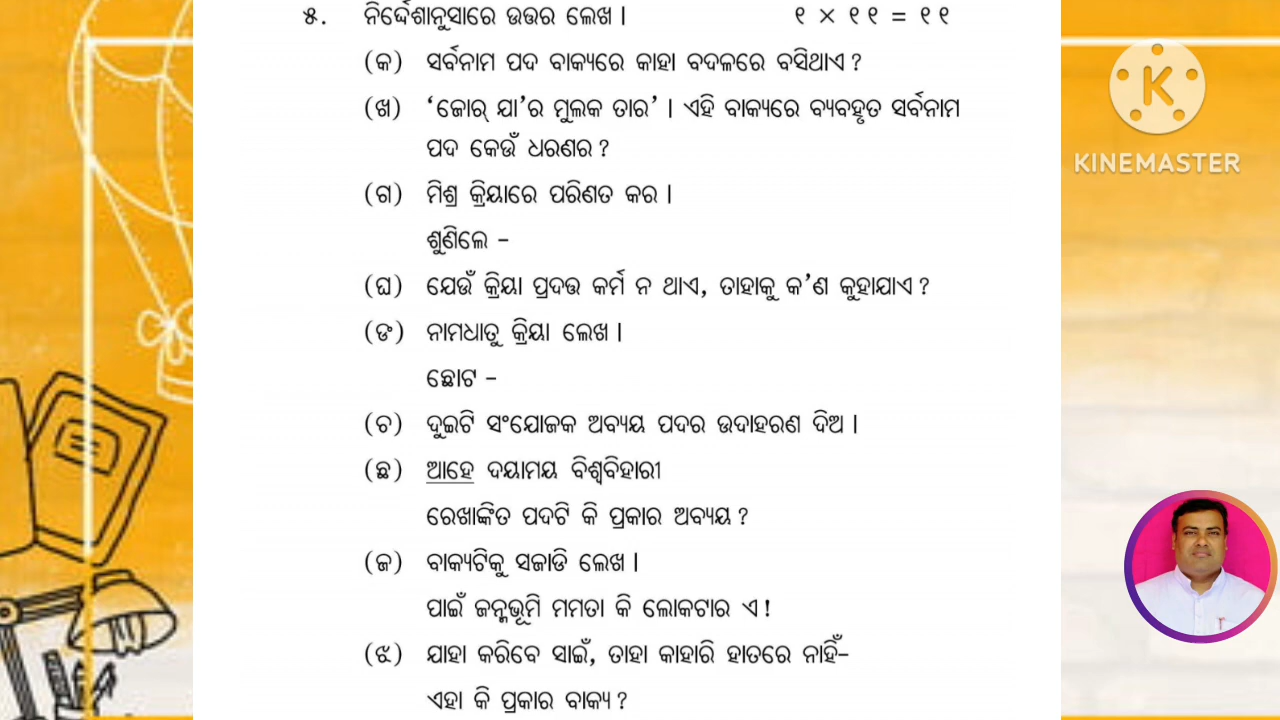 ୫. ନିର୍ଦ୍ଦେଶାନୁସାରେ ଉତ୍ତର ଲେଖ । ୧ × ୧୧ = ୧୧
(କ) ସର୍ବନାମ ପଦ ବାକ୍ୟରେ କାହା ବଦଳରେ ବସିଥାଏ ?
(ଖ) ‘ଜୋର୍ ଯା’ର ମୁଲକ ତାର’ । ଏହି ବାକ୍ୟରେ ବ୍ୟବହୃତ ସର୍ବନାମ
ପଦ କେଉଁ ଧରଣର ?
(ଗ) ମିଶ୍ର କ୍ରିୟାରେ ପରିଣତ କର ।
ଶୁଣିଲେ –
(ଘ) ଯେଉଁ କ୍ରିୟା ପ୍ରଦତ୍ତ କର୍ମ ନ ଥାଏ, ତାହାକୁ କ’ଣ କୁହାଯାଏ ?
(ଙ) ନାମଧାତୁ କ୍ରିୟା ଲେଖ ।
ଛୋଟ –
(ଚ) ଦୁଇଟି ସଂଯୋଜକ ଅବ୍ୟୟ ପଦର ଉଦାହରଣ ଦିଅ ।
(ଛ) ଆହେ ଦୟାମୟ ବିଶ୍ୱବିହାରୀ
ରେଖାଙ୍କିତ ପଦଟି କି ପ୍ରକାର ଅବ୍ୟୟ ?
(ଜ) ବାକ୍ୟଟିକୁ ସଜାଡି ଲେଖ ।
ପାଇଁ ଜନ୍ମଭୂମି ମମତା କି ଲୋକଟାର ଏ !
(ଝ) ଯାହା କରିବେ ସାଇଁ, ତାହା କାହାରି ହାତରେ ନାହିଁ–
ଏହା କି ପ୍ରକାର ବାକ୍ୟ ?
K
KINEMASTER